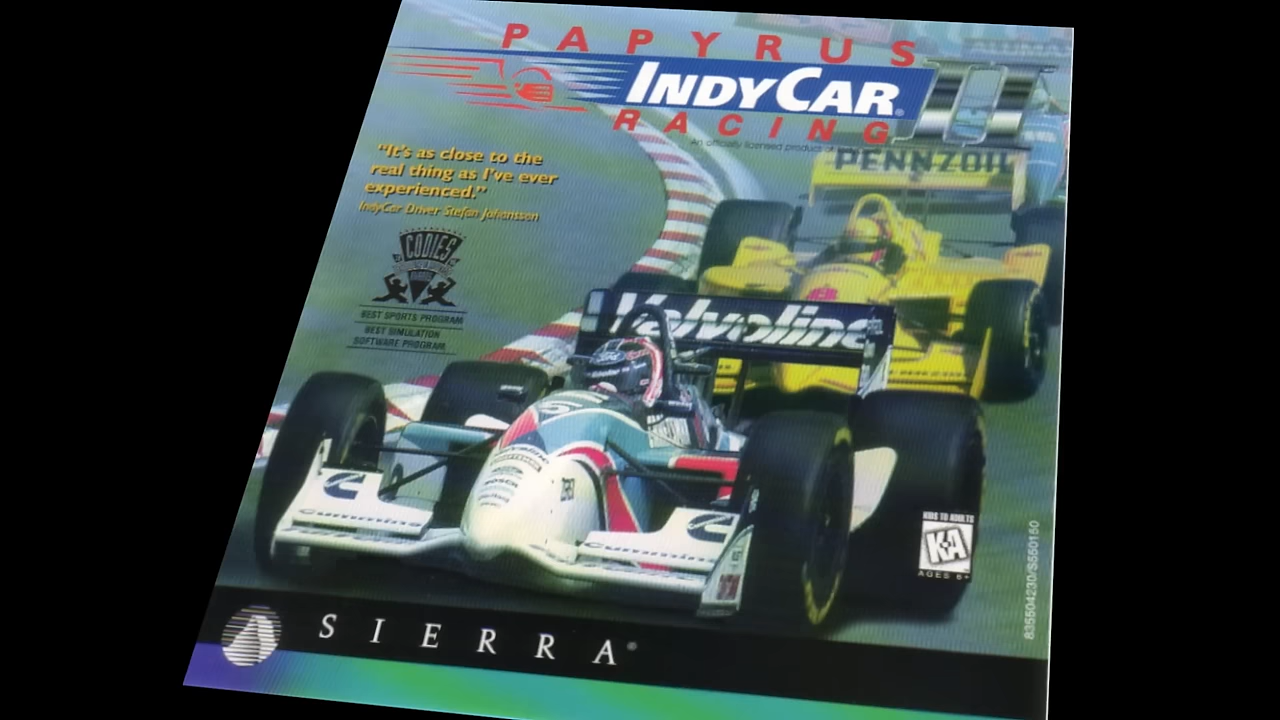 PAPYRUS
INDYCAR® II
RACING
An officially licensed product
PENNZOIL
"It's as close to the
real thing as I've ever
experienced."
IndyCar Driver Stefan Johansson
CODIES
BEST SPORTS PROGRAM
BEST SIMULATION
SOFTWARE PROGRAM
Valvoline
Cummins
Cummins
KIDS TO ADULTS
K-A
AGES 6+
835504230/S550150
SIERRA®